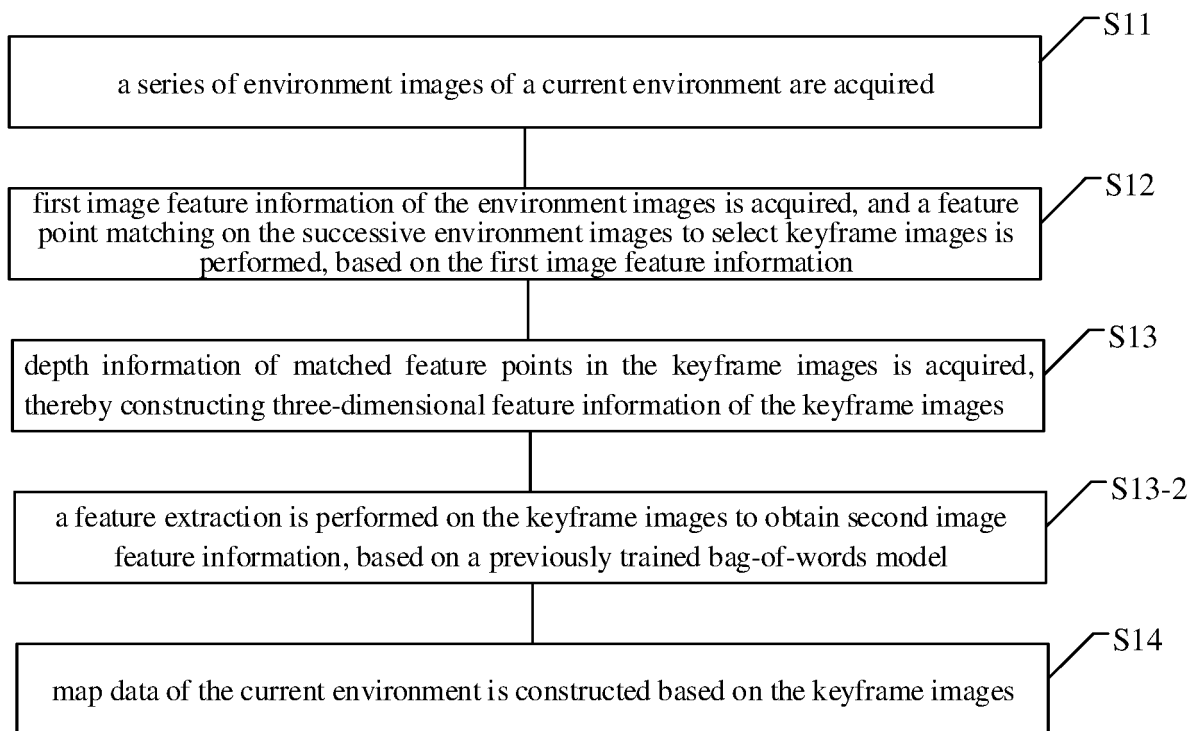 S11
a series of environment images of a current environment are acquired
S12
first image feature information of the environment images is acquired, and a feature
point matching on the successive environment images to select keyframe images is
performed, based on the first image feature information
S13
depth information of matched feature points in the keyframe images is acquired,
thereby constructing three-dimensional feature information of the keyframe images
S13-2
a feature extraction is performed on the keyframe images to obtain second image
feature information, based on a previously trained bag-of-words model
S14
map data of the current environment is constructed based on the keyframe images